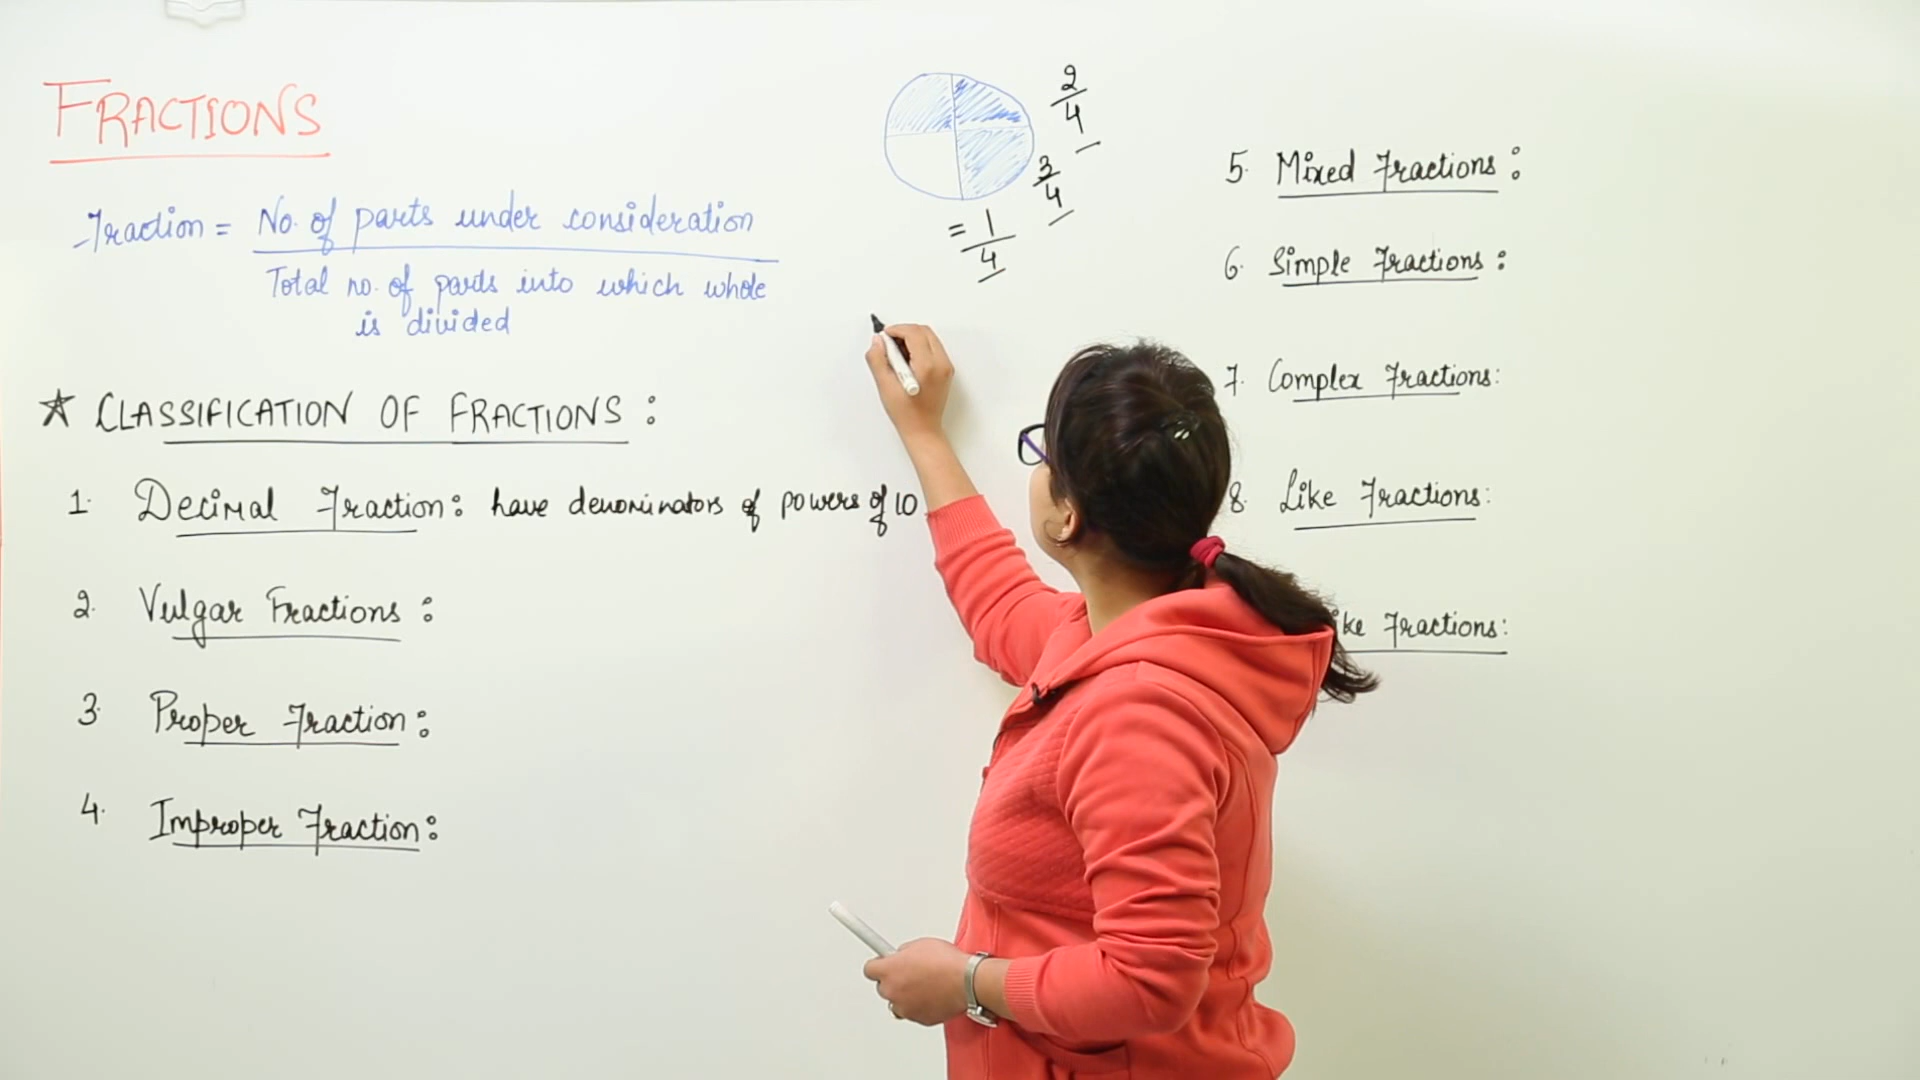 FRACTIONS
Fraction = No. of parts under consideration
Total no. of parts into which whole
is divided
2
4
3
4
= 1
4
★ CLASSIFICATION OF FRACTIONS :
1. Decimal Fraction : have denominators of powers of 10
2. Vulgar Fractions :
3. Proper Fraction :
4. Improper Fraction :
5. Mixed Fractions :
6. Simple Fractions :
7. Complex Fractions :
8. Like Fractions :
ike Fractions :